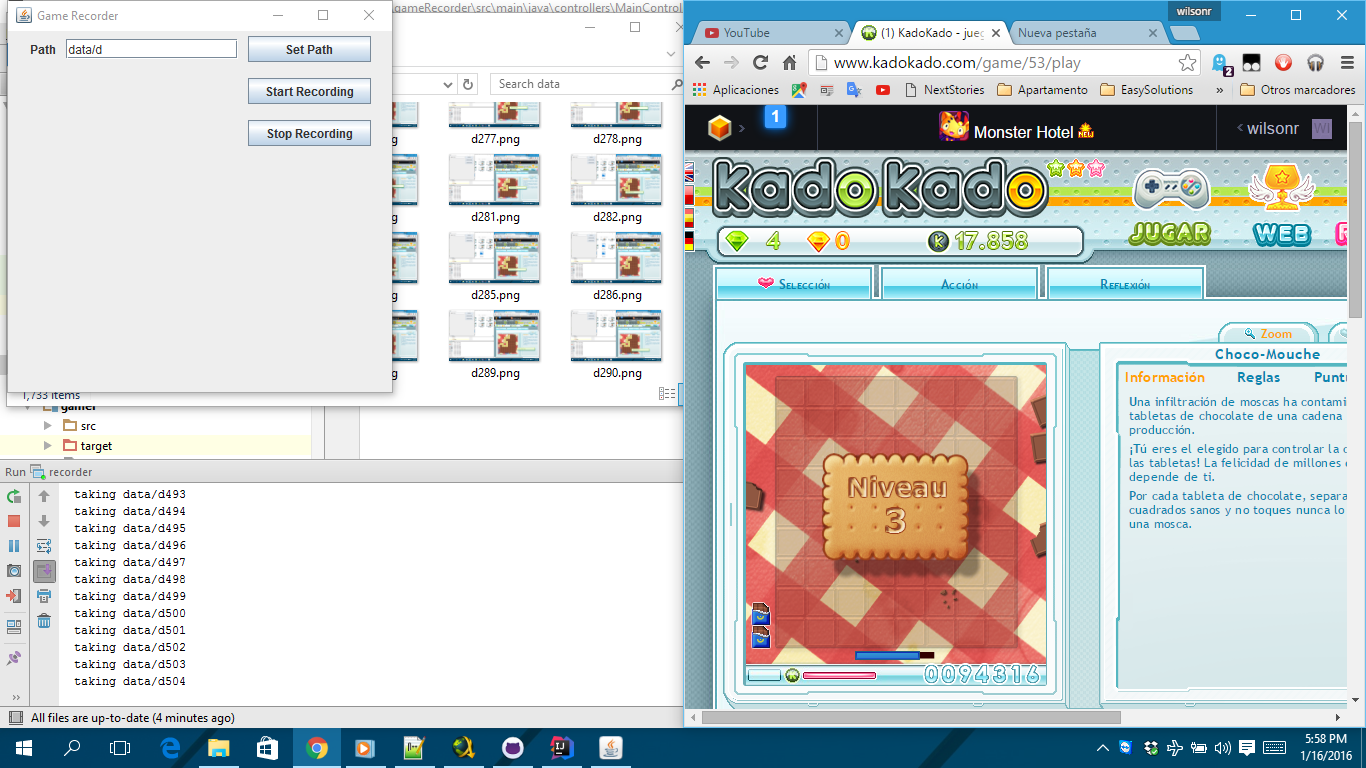 Game Recorder
Path
data/d
Set Path
Start Recording
Stop Recording
.gameRecorder\src\main\java\controllers\MainControl
Search data
d277.png
d278.png
d281.png
d282.png
d285.png
d286.png
d289.png
d290.png
1,733 items
gamer
src
target
Run
recorder
taking data/d493
taking data/d494
taking data/d495
taking data/d496
taking data/d497
taking data/d498
taking data/d499
taking data/d500
taking data/d501
taking data/d502
taking data/d503
taking data/d504
All files are up-to-date (4 minutes ago)
wilsonr
YouTube
(1) KadoKado - jueg
Nueva pestaña
www.kadokado.com/game/53/play
2
Aplicaciones
NextStories
Apartamento
EasySolutions
»
Otros marcadores
1
Monster Hotel
NEW
wilsonr
WI
KadoKado
JUGAR
WEB
4
0
K
17.858
Selección
Acción
Reflexión
Zoom
Choco-Mouche
Información
Reglas
Puntu
Una infiltración de moscas ha contami
tabletas de chocolate de una cadena
producción.
¡Tú eres el elegido para controlar la c
las tabletas! La felicidad de millones
depende de ti.
Por cada tableta de chocolate, separa
cuadrados sanos y no toques nunca lo
una mosca.
Niveau
3
0094316
5:58 PM
1/16/2016